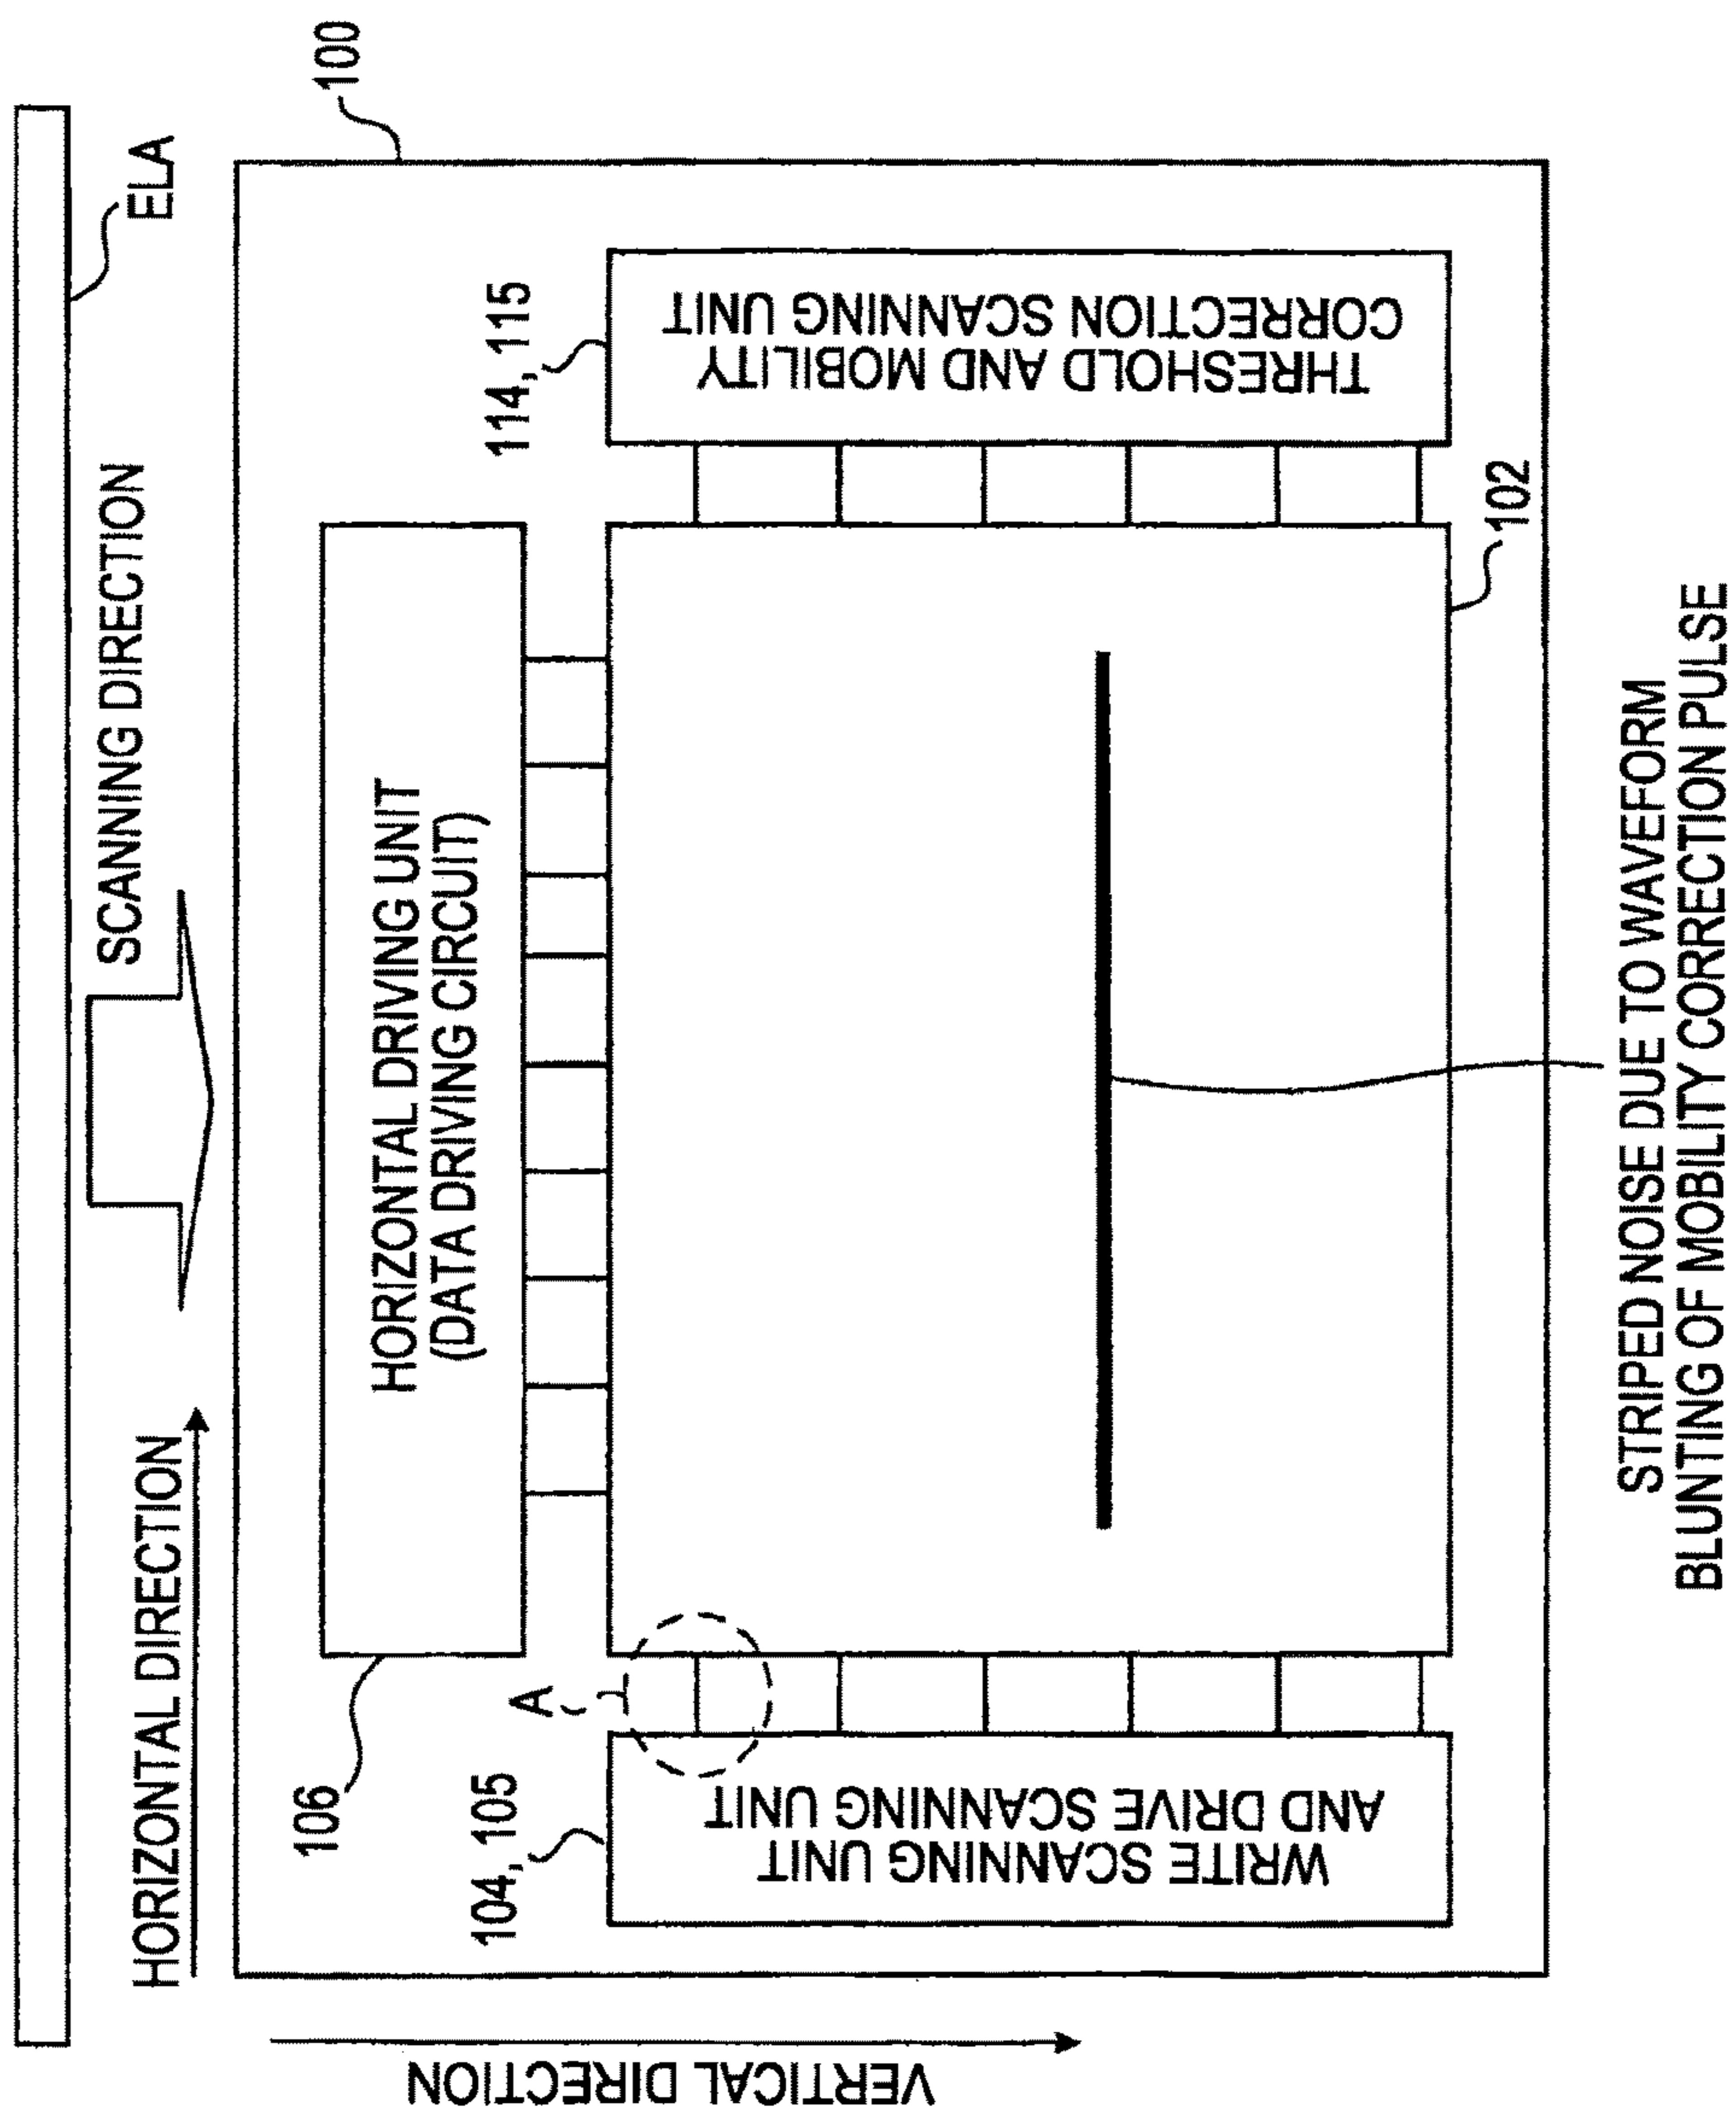 ELA
SCANNING DIRECTION
HORIZONTAL DIRECTION
100
VERTICAL DIRECTION
106
HORIZONTAL DRIVING UNIT
(DATA DRIVING CIRCUIT)
A
104, 105
WRITE SCANNING UNIT
AND DRIVE SCANNING UNIT
114, 115
THRESHOLD AND MOBILITY
CORRECTION SCANNING UNIT
102
STRIPED NOISE DUE TO WAVEFORM
BLUNTING OF MOBILITY CORRECTION PULSE